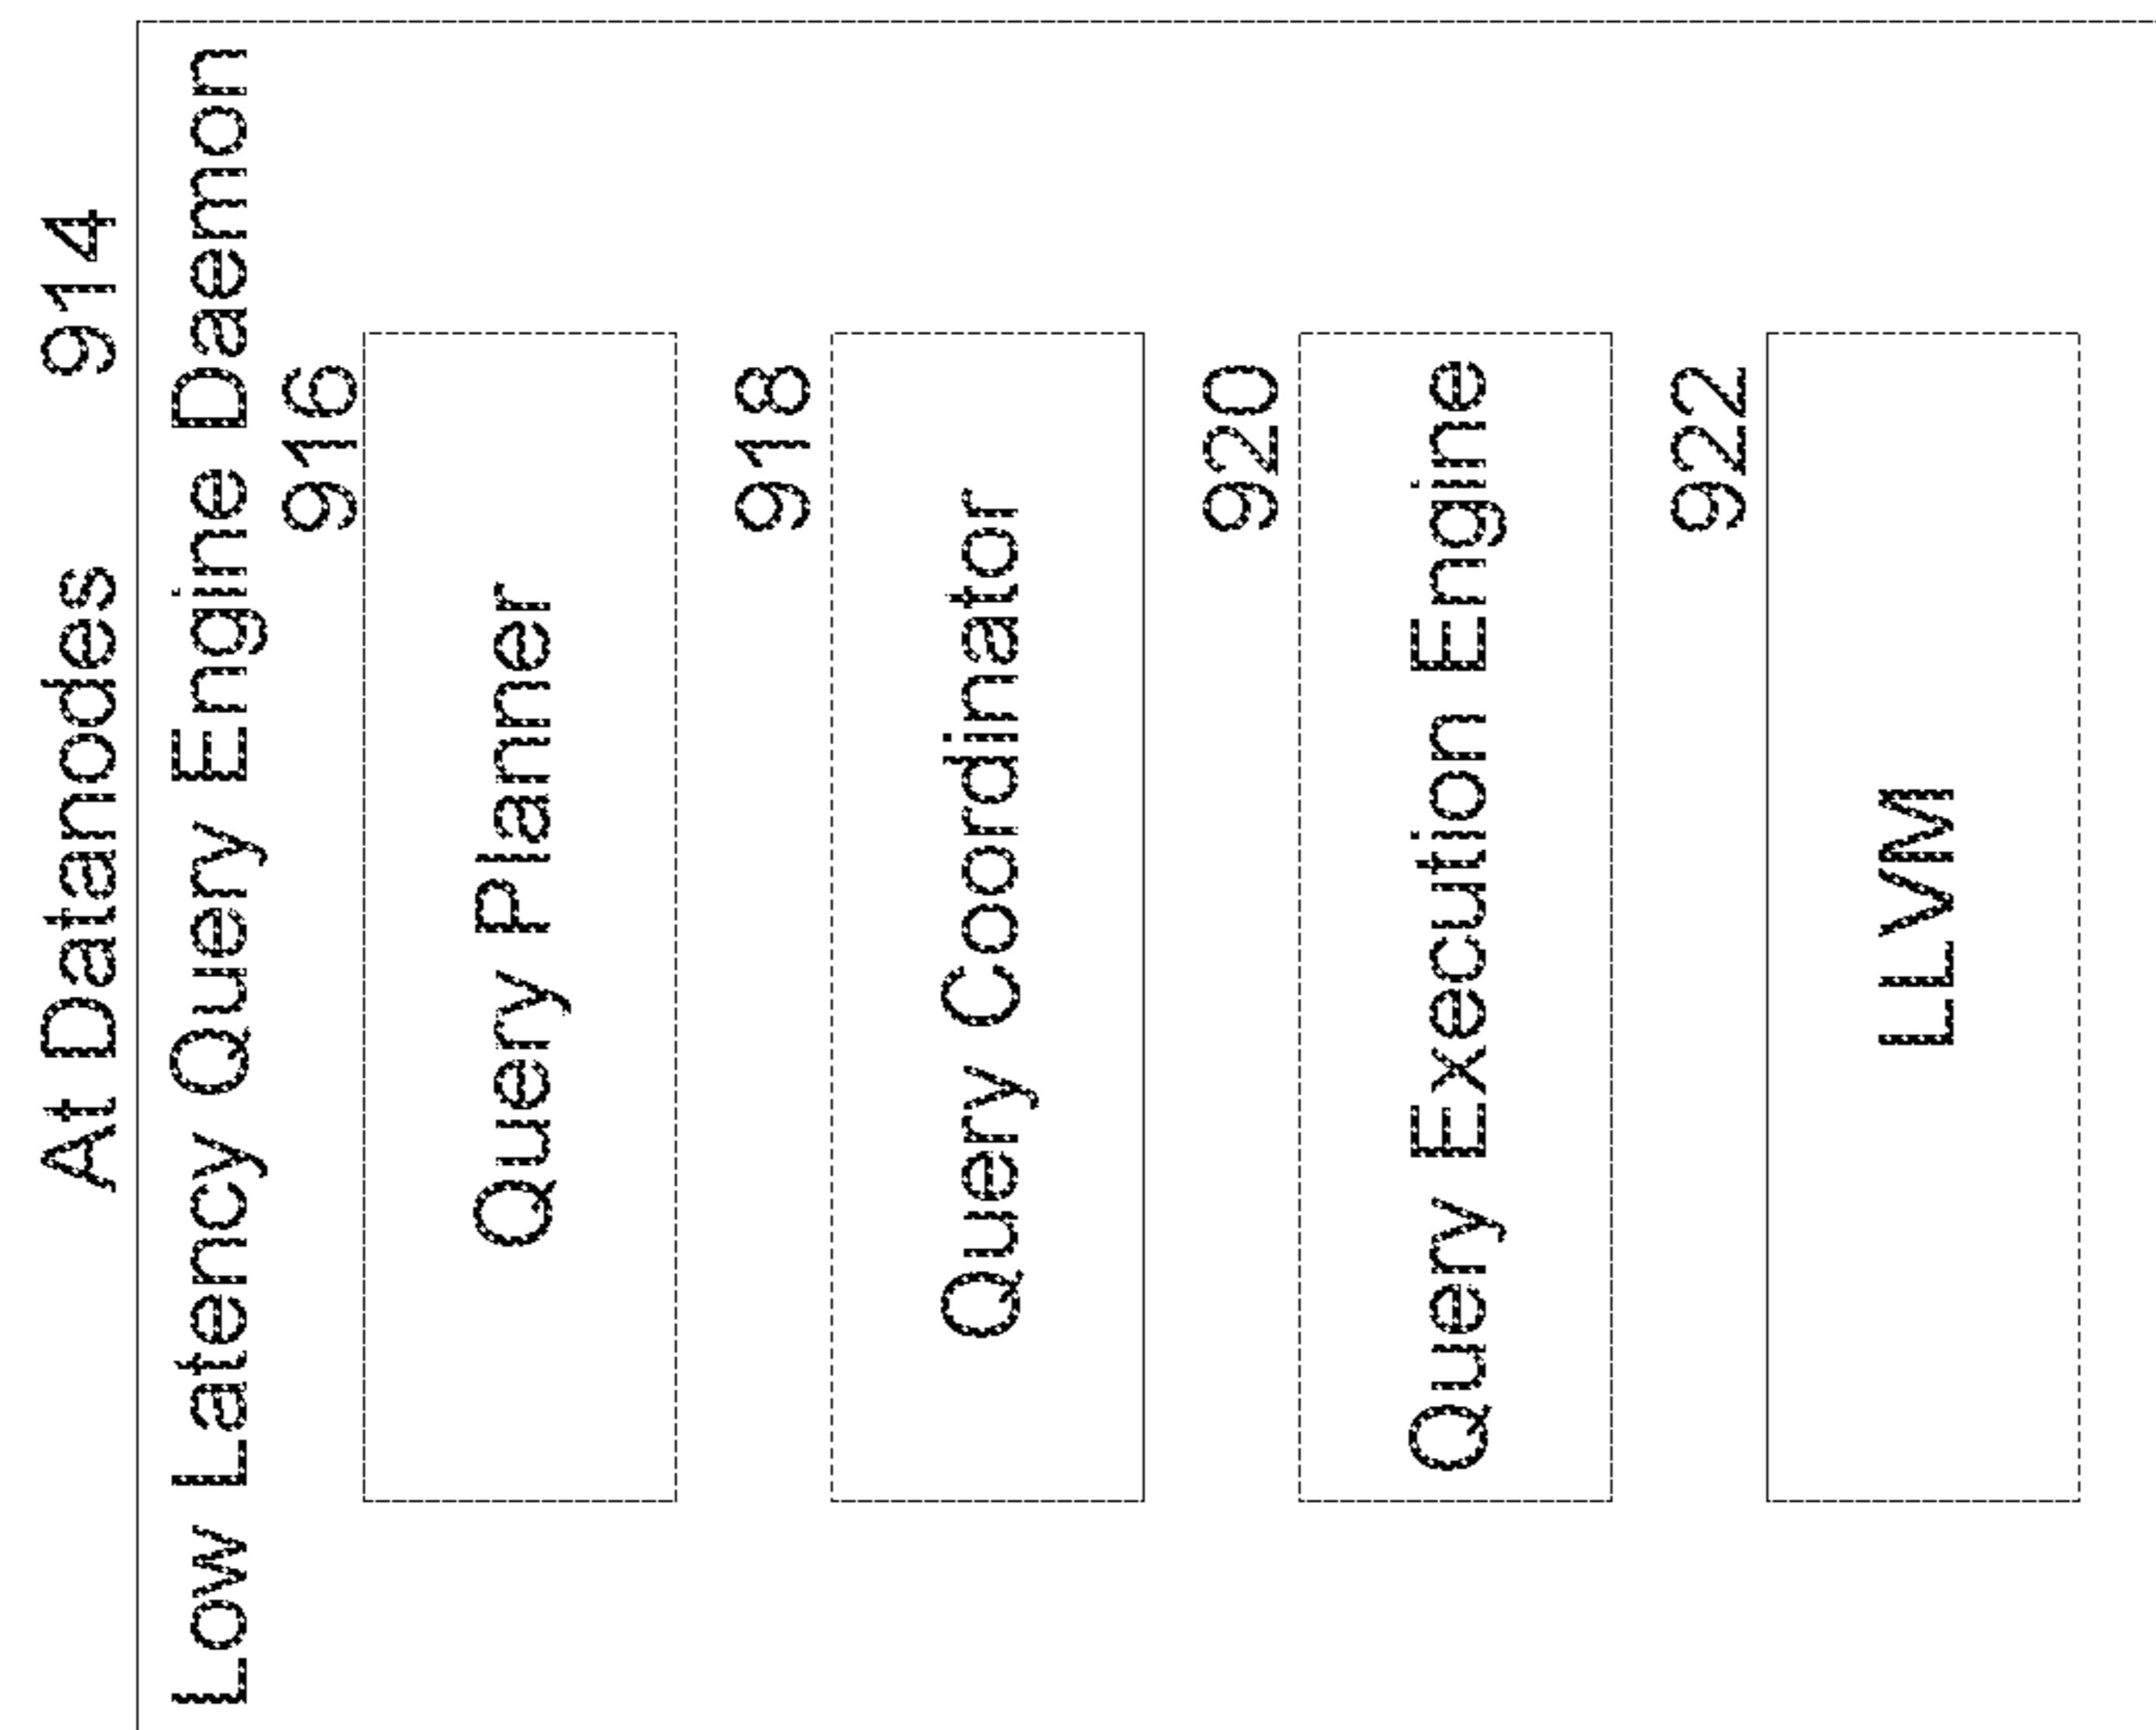 At Datanodes 914
Low Latency Query Engine Daemon
916
Query Planner
918
Query Coordinator
920
Query Execution Engine
922
LLVM